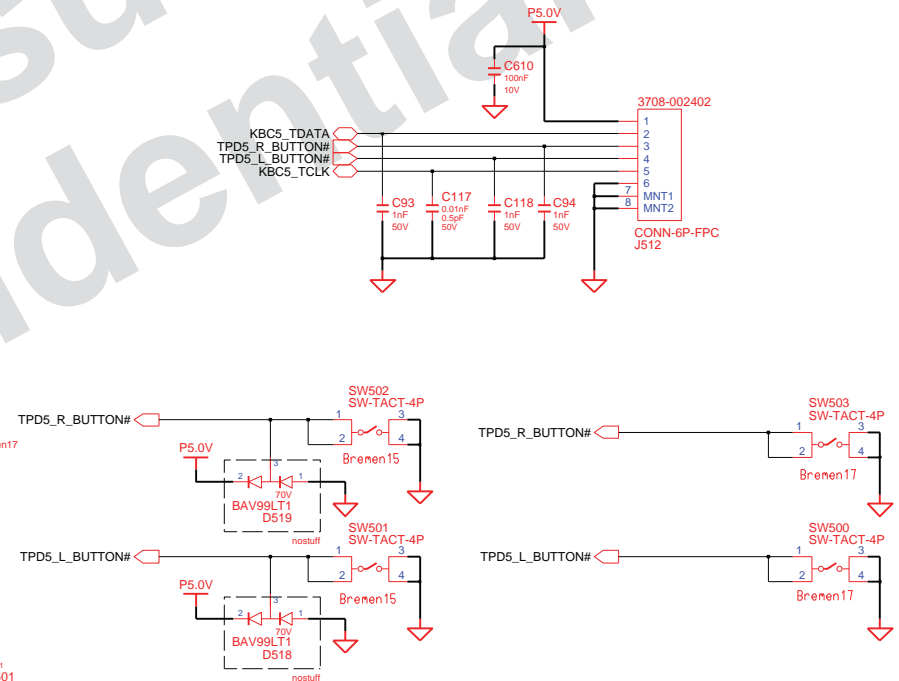 P5.0V
C610
100nF
10V
3708-002402
KBC5_TDATA
TPD5_R_BUTTON#
TPD5_L_BUTTON#
KBC5_TCLK
1
2
3
4
5
6
7 MNT1
8 MNT2
C93
1nF
50V
C117
0.01nF
0.5pF
50V
C118
1nF
50V
C94
1nF
50V
CONN-6P-FPC
J512
dential
SW502
SW-TACT-4P
TPD5_R_BUTTON#
1 3
2 4
Bremen15
P5.0V
3
2 1
70V
BAV99LT1
D519
nostuff
SW503
SW-TACT-4P
TPD5_R_BUTTON#
1 3
2 4
Bremen17
en17
SW501
SW-TACT-4P
TPD5_L_BUTTON#
1 3
2 4
Bremen15
P5.0V
3
2 1
70V
BAV99LT1
D518
nostuff
SW500
SW-TACT-4P
TPD5_L_BUTTON#
1 3
2 4
Bremen17
01